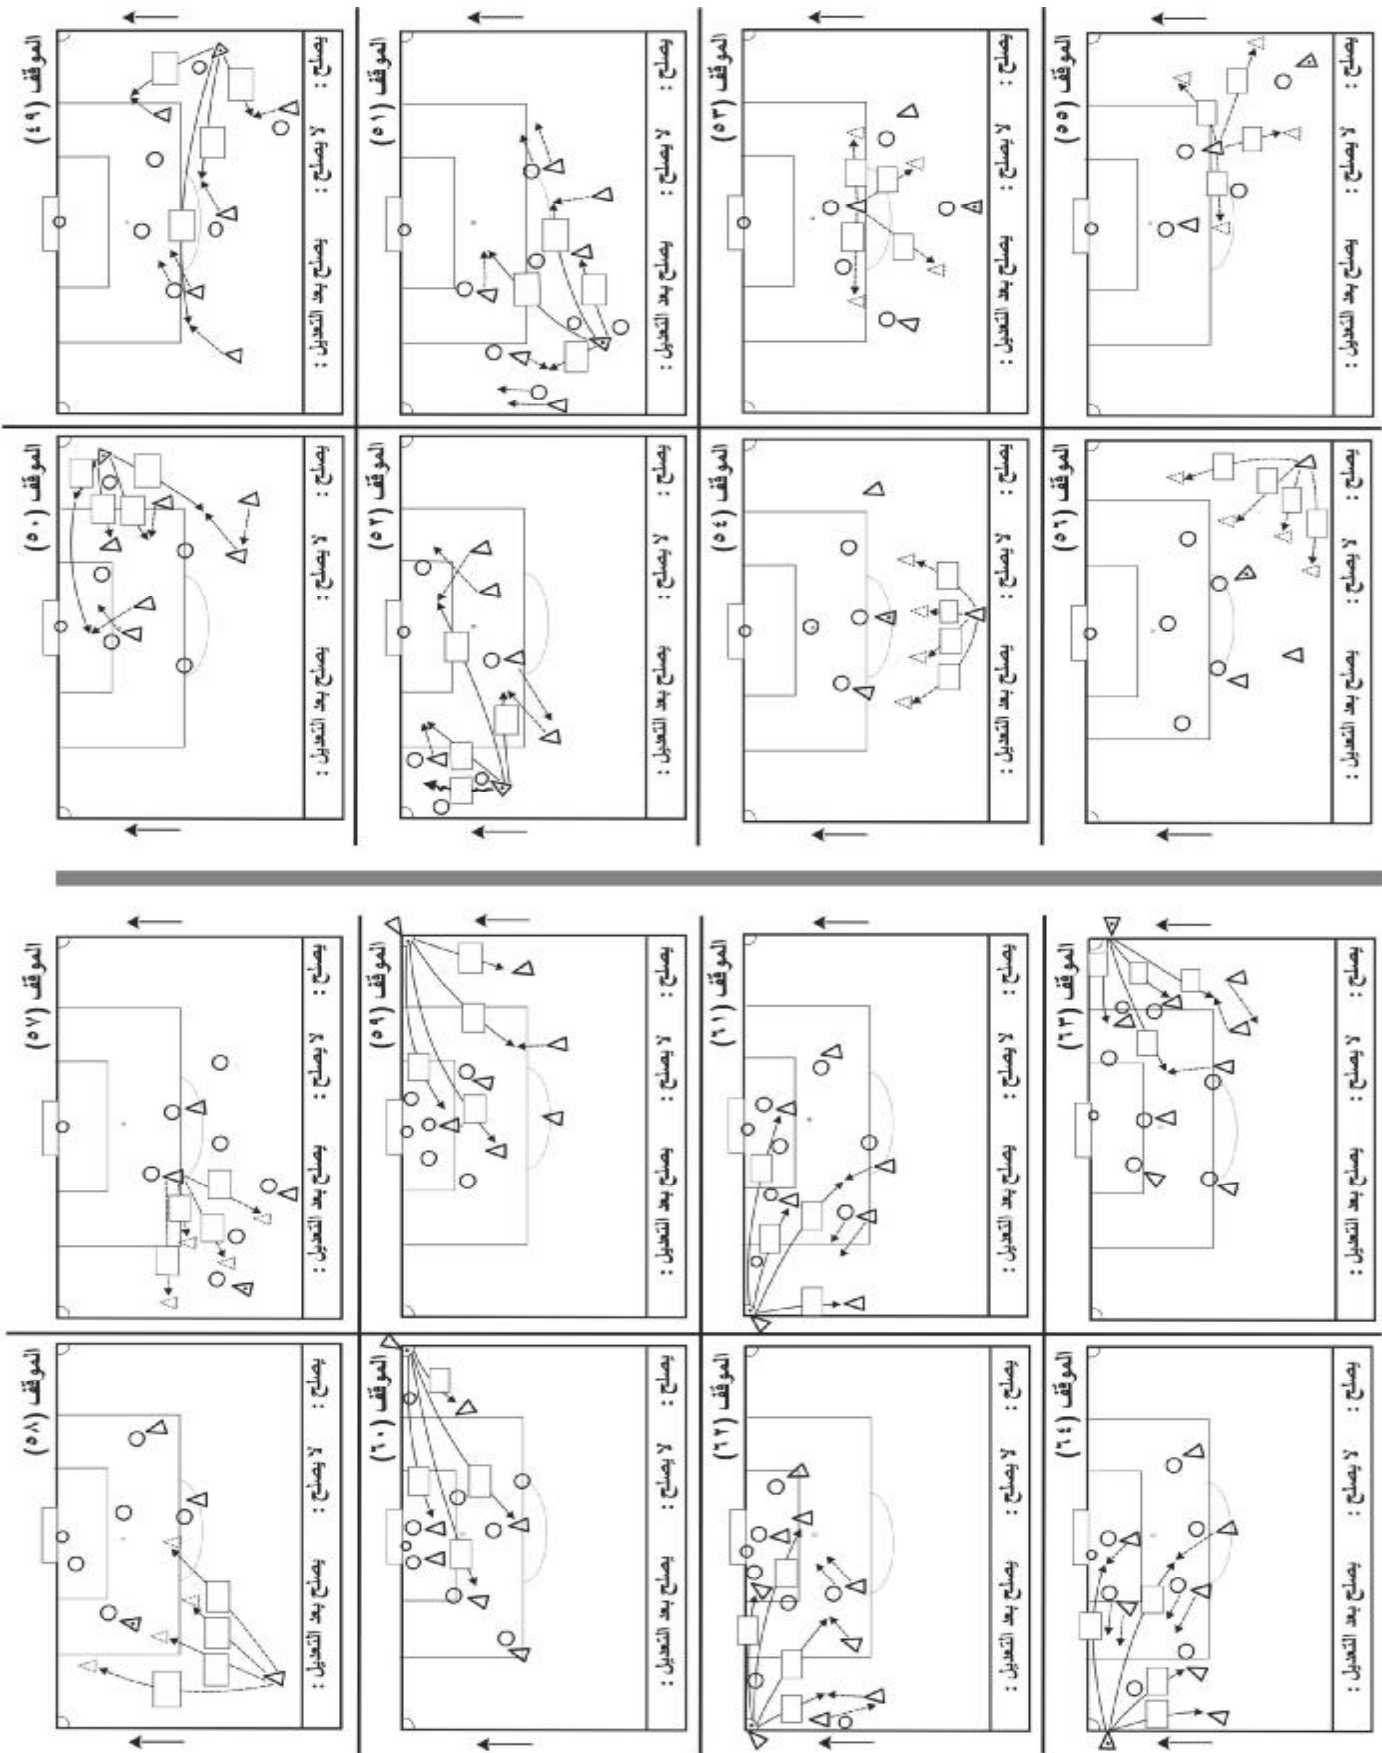 الموقف (٤٩)
يصلح : لا يصلح : يصلح بعد التعديل :
الموقف (٥٠)
يصلح : لا يصلح : يصلح بعد التعديل :
الموقف (٥١)
يصلح : لا يصلح : يصلح بعد التعديل :
الموقف (٥٢)
يصلح : لا يصلح : يصلح بعد التعديل :
الموقف (٥٣)
يصلح : لا يصلح : يصلح بعد التعديل :
الموقف (٥٤)
يصلح : لا يصلح : يصلح بعد التعديل :
الموقف (٥٥)
يصلح : لا يصلح : يصلح بعد التعديل :
الموقف (٥٦)
يصلح : لا يصلح : يصلح بعد التعديل :
الموقف (٥٧)
يصلح : لا يصلح : يصلح بعد التعديل :
الموقف (٥٨)
يصلح : لا يصلح : يصلح بعد التعديل :
الموقف (٥٩)
يصلح : لا يصلح : يصلح بعد التعديل :
الموقف (٦٠)
يصلح : لا يصلح : يصلح بعد التعديل :
الموقف (٦١)
يصلح : لا يصلح : يصلح بعد التعديل :
الموقف (٦٢)
يصلح : لا يصلح : يصلح بعد التعديل :
الموقف (٦٣)
يصلح : لا يصلح : يصلح بعد التعديل :
الموقف (٦٤)
يصلح : لا يصلح : يصلح بعد التعديل :